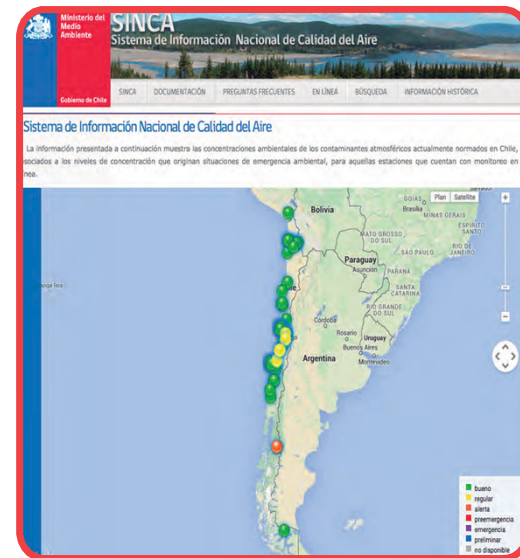 Ministerio del
Medio
Ambiente
Gobierno de Chile
SINCA
Sistema de Información Nacional de Calidad del Aire
SINCA DOCUMENTACIÓN PREGUNTAS FRECUENTES EN LÍNEA BÚSQUEDA INFORMACIÓN HISTÓRICA
Sistema de Información Nacional de Calidad del Aire
La información presentada a continuación muestra las concentraciones ambientales de los contaminantes atmosféricos actualmente normados en Chile,
sociados a los niveles de concentración que originan situaciones de emergencia ambiental, para aquellas estaciones que cuentan con monitoreo en
nea.
Plan Satellite
GOIÁS
Brasilia
Bolivia
MINAS GERAIS
ESPÍRITO
SANTO
MATO GROSSO
DO SUL
RIO DE
JANEIRO
SÃO PAULO
Paraguay
Asunción
PARANÁ
SANTA
CATARINA
RIO GRANDE
DO SUL
Córdoba
Rosario
Uruguay
Buenos Aires
Montevideo
Argentina
bueno
regular
alerta
preemergencia
emergencia
preliminar
no disponible